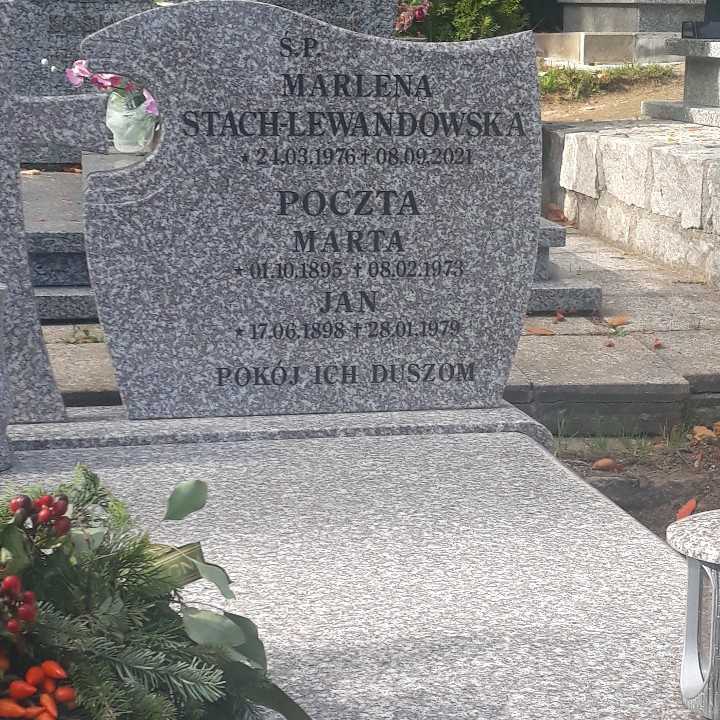 Ś.P.
MARLENA
STACH-LEWANDOWSKA
* 24.03.1976 † 08.09.2021
POCZTA
MARTA
* 01.10.1895 † 08.02.1973
JAN
* 17.06.1898 † 28.01.1979
POKÓJ ICH DUSZOM